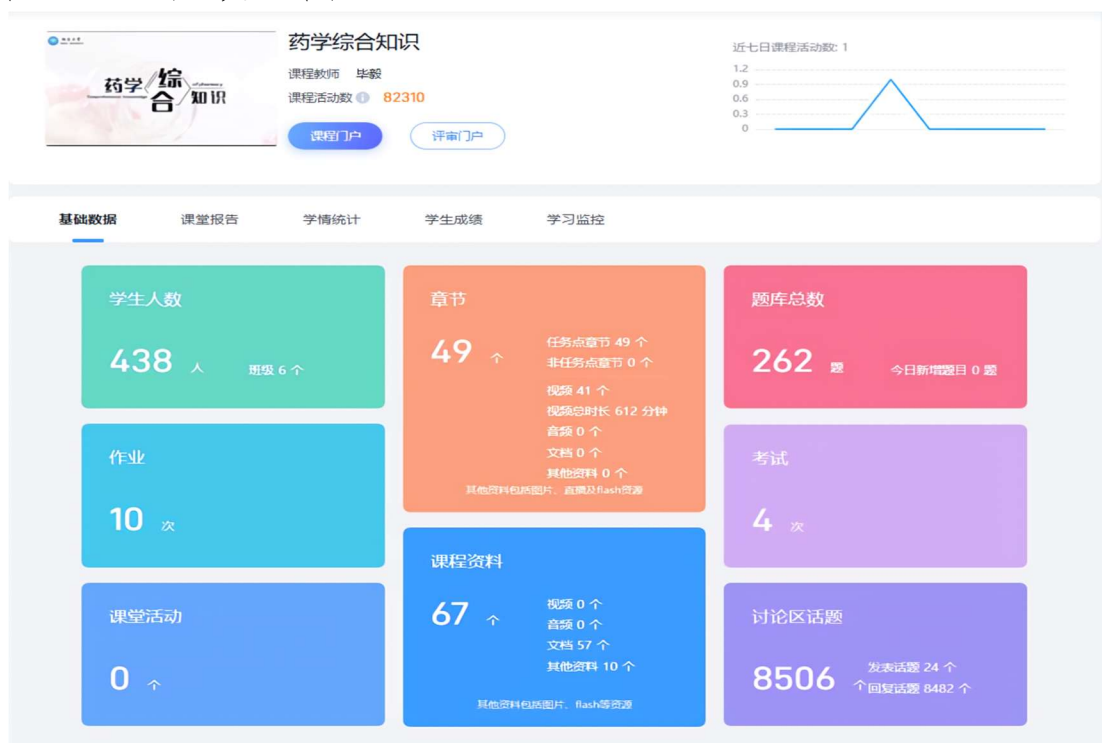 药学综合知识
药学 综合 知识
课程教师 毕毅
课程活动数 82310
课程门户
评审门户
近七日课程活动数: 1
1.2
0.9
0.6
0.3
0
基础数据
课堂报告
学情统计
学生成绩
学习监控
学生人数
438 人
班级 6 个
章节
49 个
任务点章节 49 个
非任务点章节 0 个
视频 41 个
视频总时长 612 分钟
音频 0 个
文档 0 个
其他资料 0 个
其他资料包括图片、直播及flash资源
题库总数
262 题
今日新增题目 0 题
作业
10 次
考试
4 次
课程资料
67 个
视频 0 个
音频 0 个
文档 57 个
其他资料 10 个
其他资料包括图片、flash等资源
课堂活动
0 个
讨论区话题
8506 个
发表话题 24 个
回复话题 8482 个